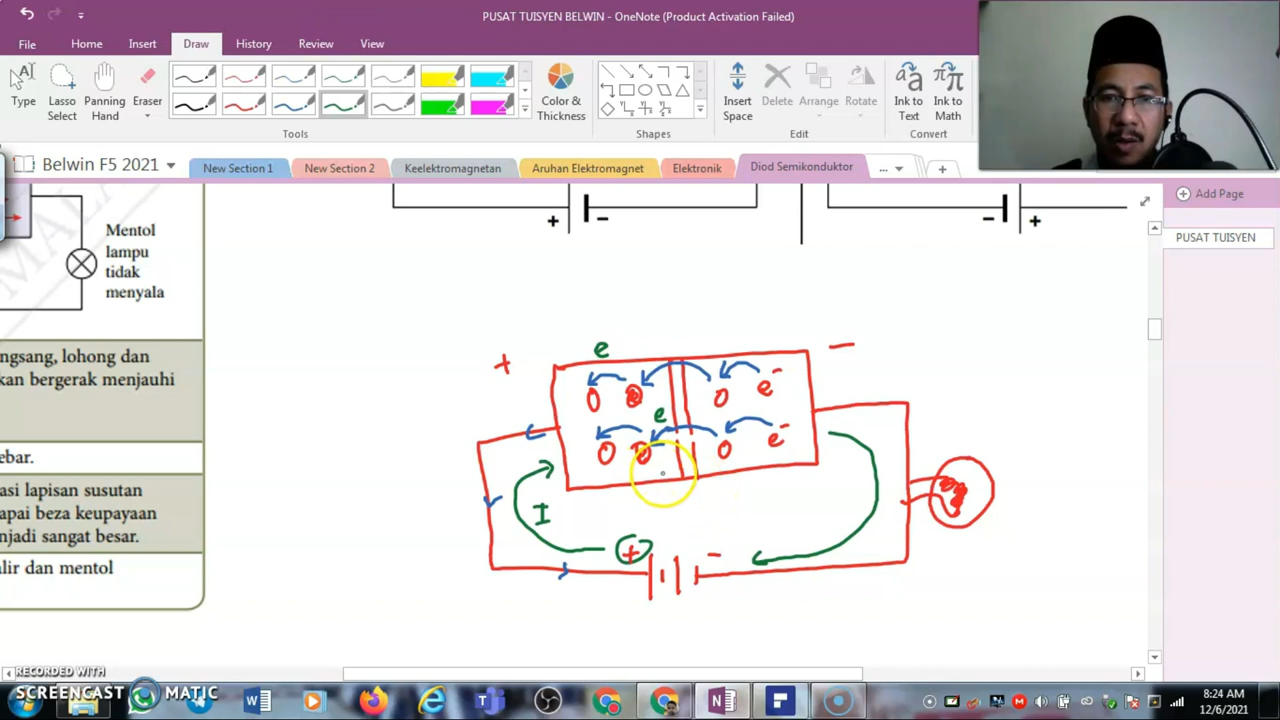 PUSAT TUISYEN BELWIN - OneNote (Product Activation Failed)
File Home Insert Draw History Review View
Type
Lasso Select
Panning Hand
Eraser
Color & Thickness
Insert Space
Delete
Arrange
Rotate
Ink to Text
Ink to Math
Tools
Shapes
Edit
Convert
Belwin F5 2021
New Section 1
New Section 2
Keelektromagnetan
Aruhan Elektromagnet
Elektronik
Diod Semikonduktor
...
Add Page
PUSAT TUISYEN
+ -
- +
Mentol
lampu
tidak
menyala
ngsang, lohong dan
kan bergerak menjauhi
ebar.
asi lapisan susutan
apai beza keupayaan
njadi sangat besar.
alir dan mentol
+ e -
e-
e
e-
I
+ -
RECORDED WITH
SCREENCAST MATIC
8:24 AM
12/6/2021